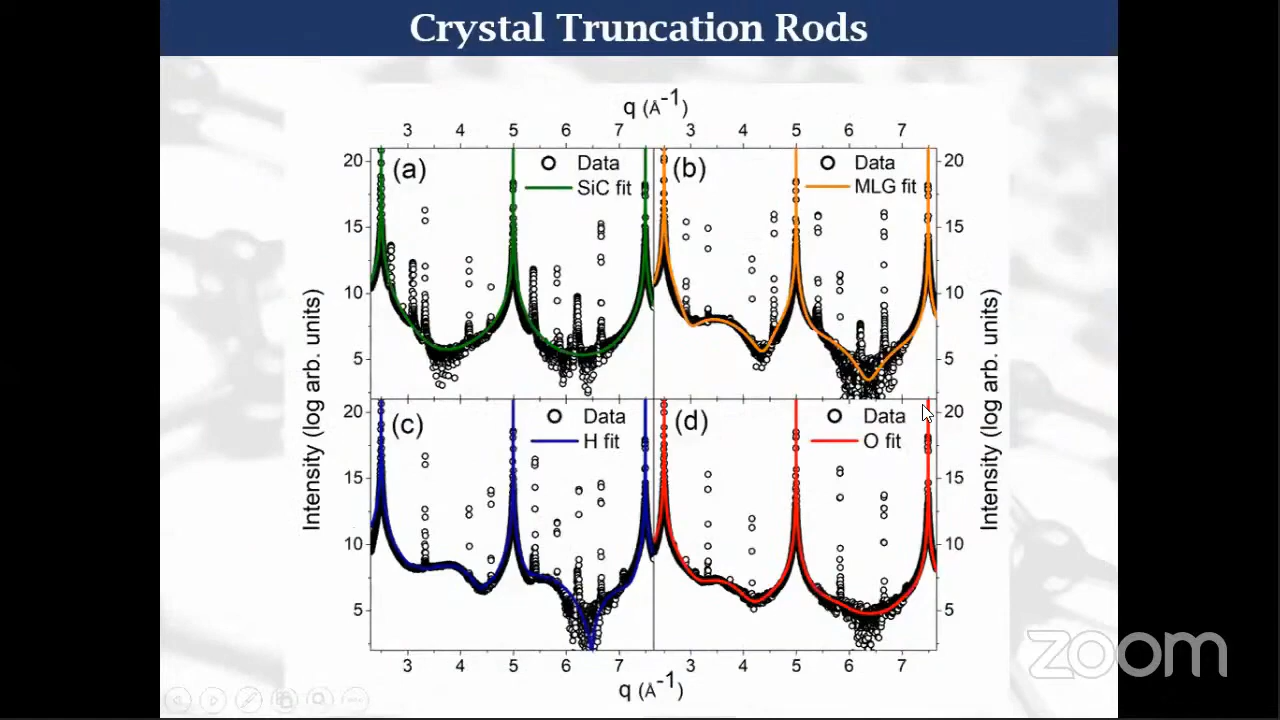 Crystal Truncation Rods
q (Å-1)
3 4 5 6 7 3 4 5 6 7
20 (a) Data SiC fit (b) Data MLG fit 20
15 15
10 10
5 5
Intensity (log arb. units)
Intensity (log arb. units)
20 (c) Data H fit (d) Data O fit 20
15 15
10 10
5 5
3 4 5 6 7 3 4 5 6 7
q (Å-1)
zoom